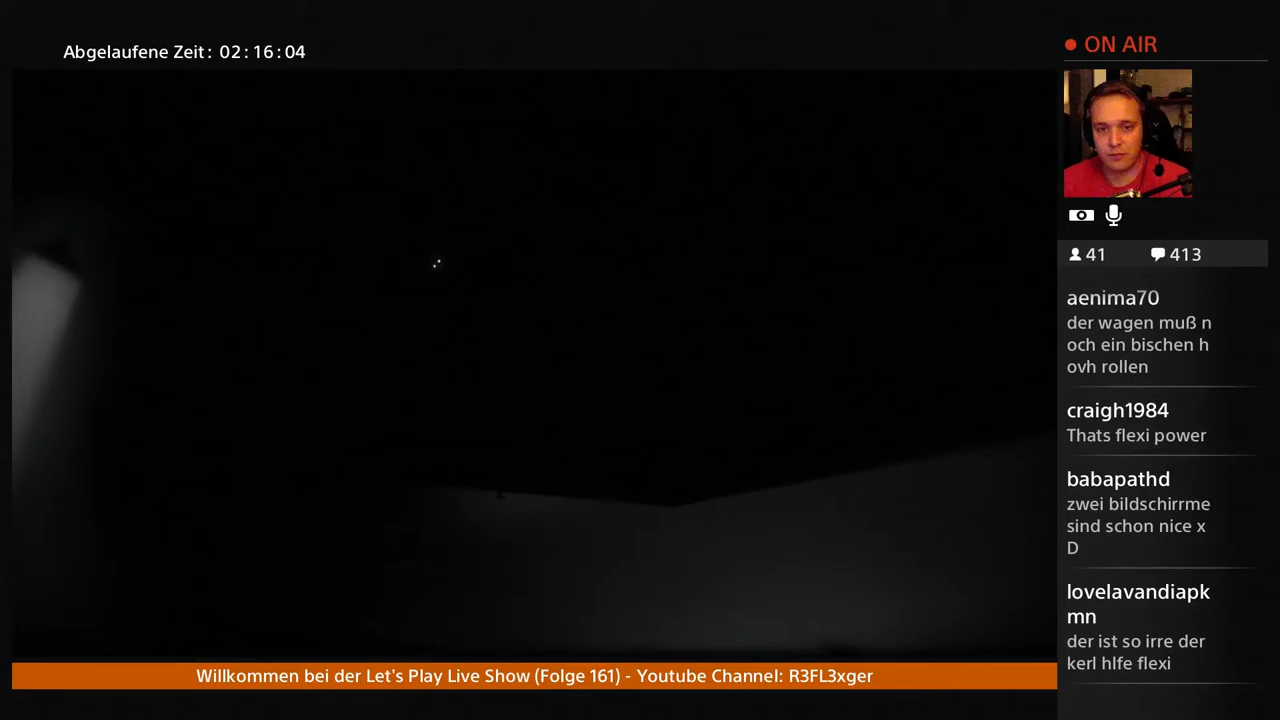 Abgelaufene Zeit: 02:16:04
ON AIR
41 413
aenima70
der wagen muß n
och ein bischen h
ovh rollen
craigh1984
Thats flexi power
babapathd
zwei bildschirrme
sind schon nice x
D
lovelavandiapk
mn
der ist so irre der
kerl hlfe flexi
Willkommen bei der Let's Play Live Show (Folge 161) - Youtube Channel: R3FL3xger